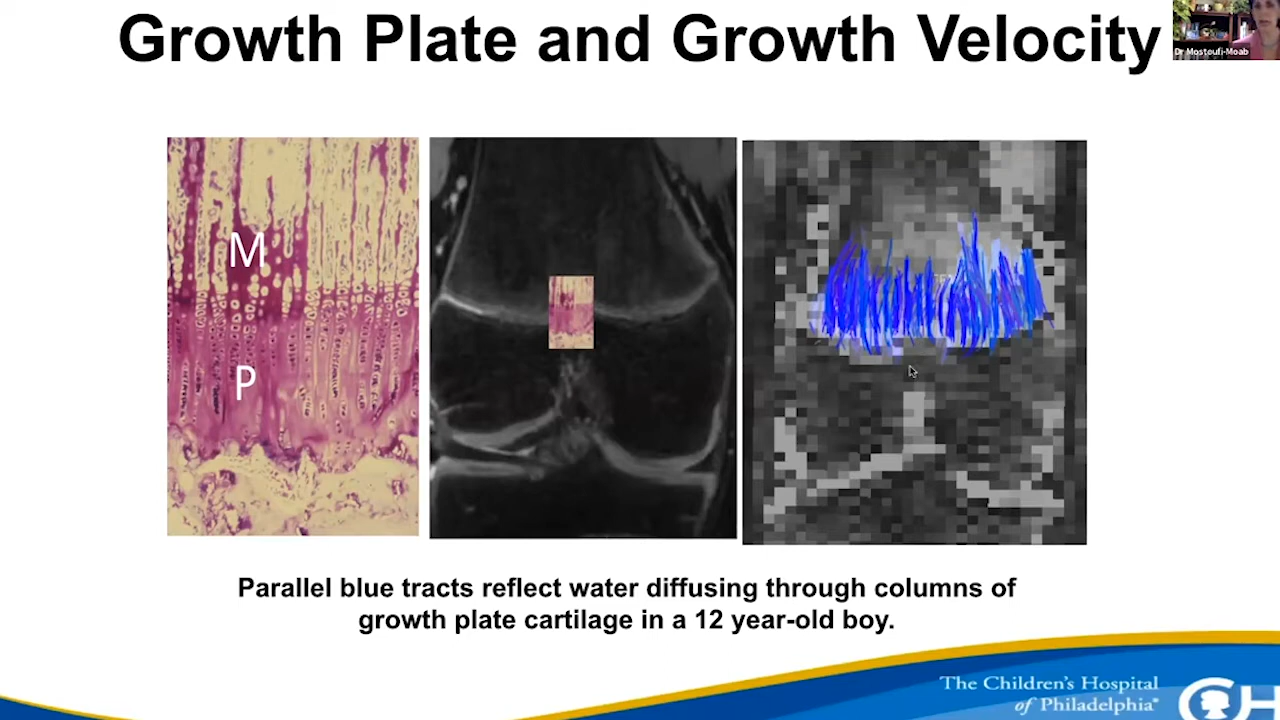 Growth Plate and Growth Velocity
Dr Mostoufi-Moab
M
P
Parallel blue tracts reflect water diffusing through columns of
growth plate cartilage in a 12 year-old boy.
The Children's Hospital
of Philadelphia®
CH